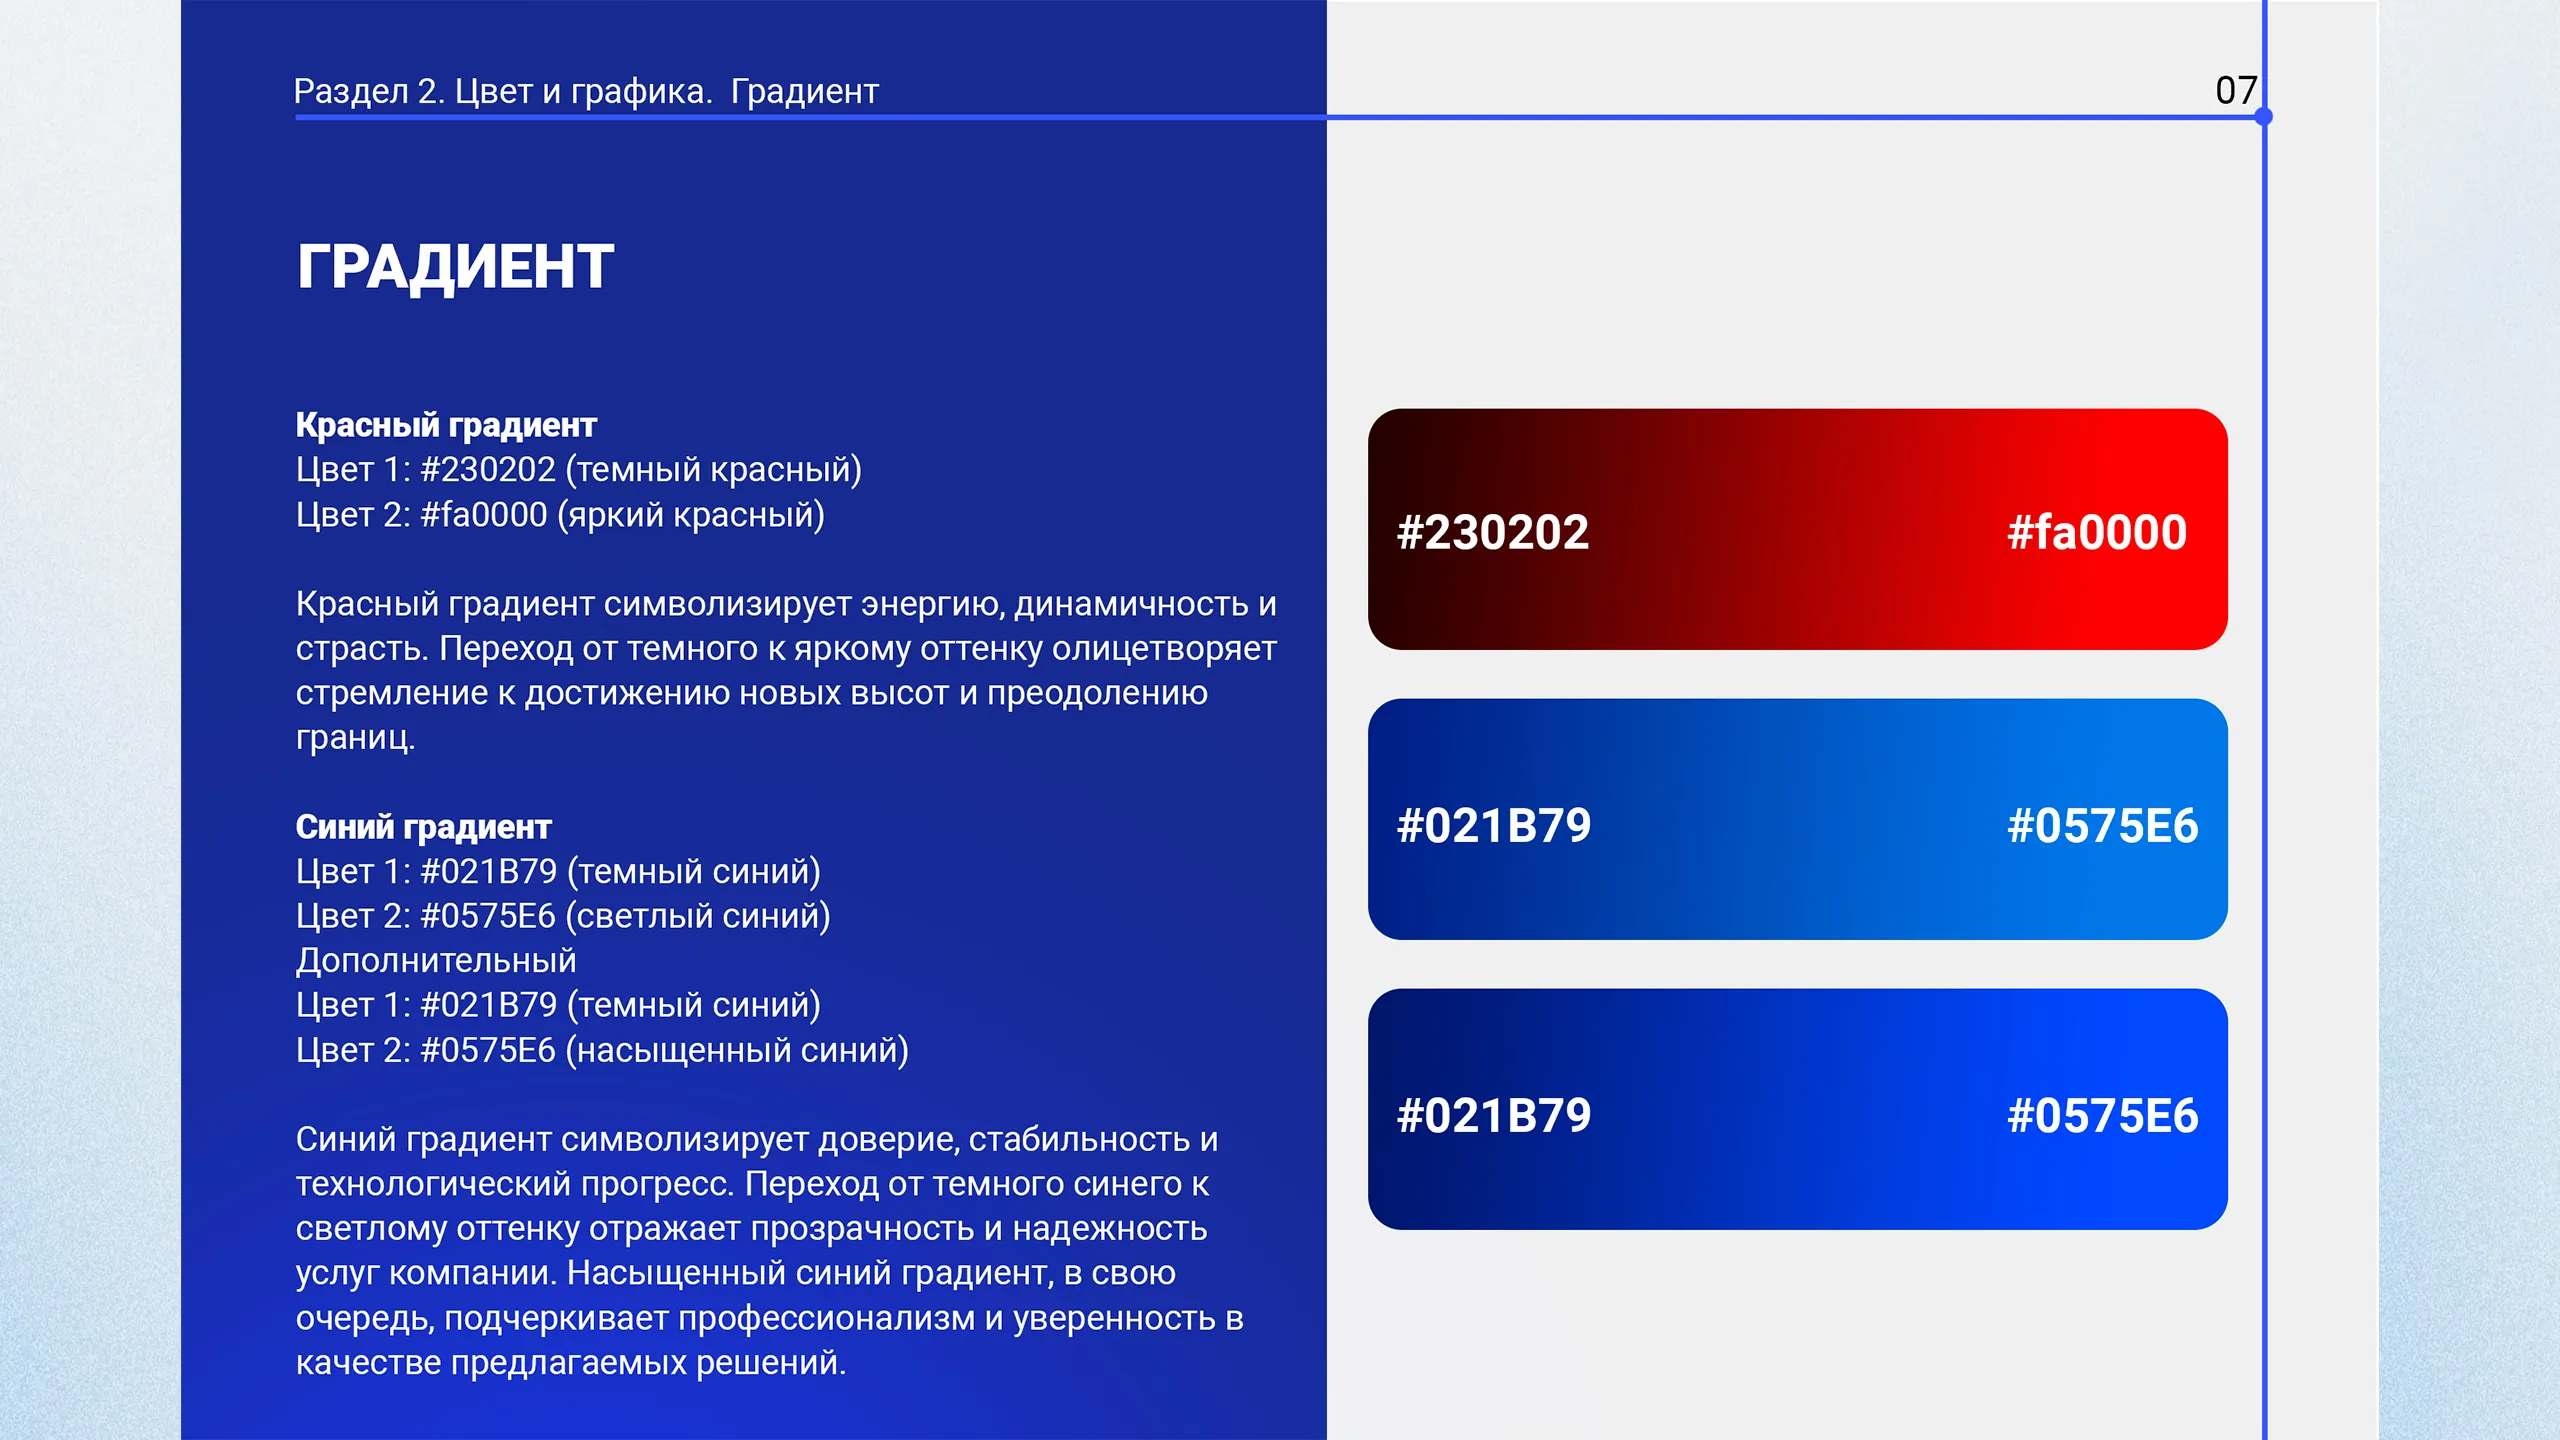 Раздел 2. Цвет и графика.  Градиент
07
ГРАДИЕНТ
Красный градиент
Цвет 1: #230202 (темный красный)
Цвет 2: #fa0000 (яркий красный)
Красный градиент символизирует энергию, динамичность и
страсть. Переход от темного к яркому оттенку олицетворяет
стремление к достижению новых высот и преодолению
границ.
Синий градиент
Цвет 1: #021B79 (темный синий)
Цвет 2: #0575E6 (светлый синий)
Дополнительный
Цвет 1: #021B79 (темный синий)
Цвет 2: #0575E6 (насыщенный синий)
Синий градиент символизирует доверие, стабильность и
технологический прогресс. Переход от темного синего к
светлому оттенку отражает прозрачность и надежность
услуг компании. Насыщенный синий градиент, в свою
очередь, подчеркивает профессионализм и уверенность в
качестве предлагаемых решений.
#230202 #fa0000
#021B79 #0575E6
#021B79 #0575E6